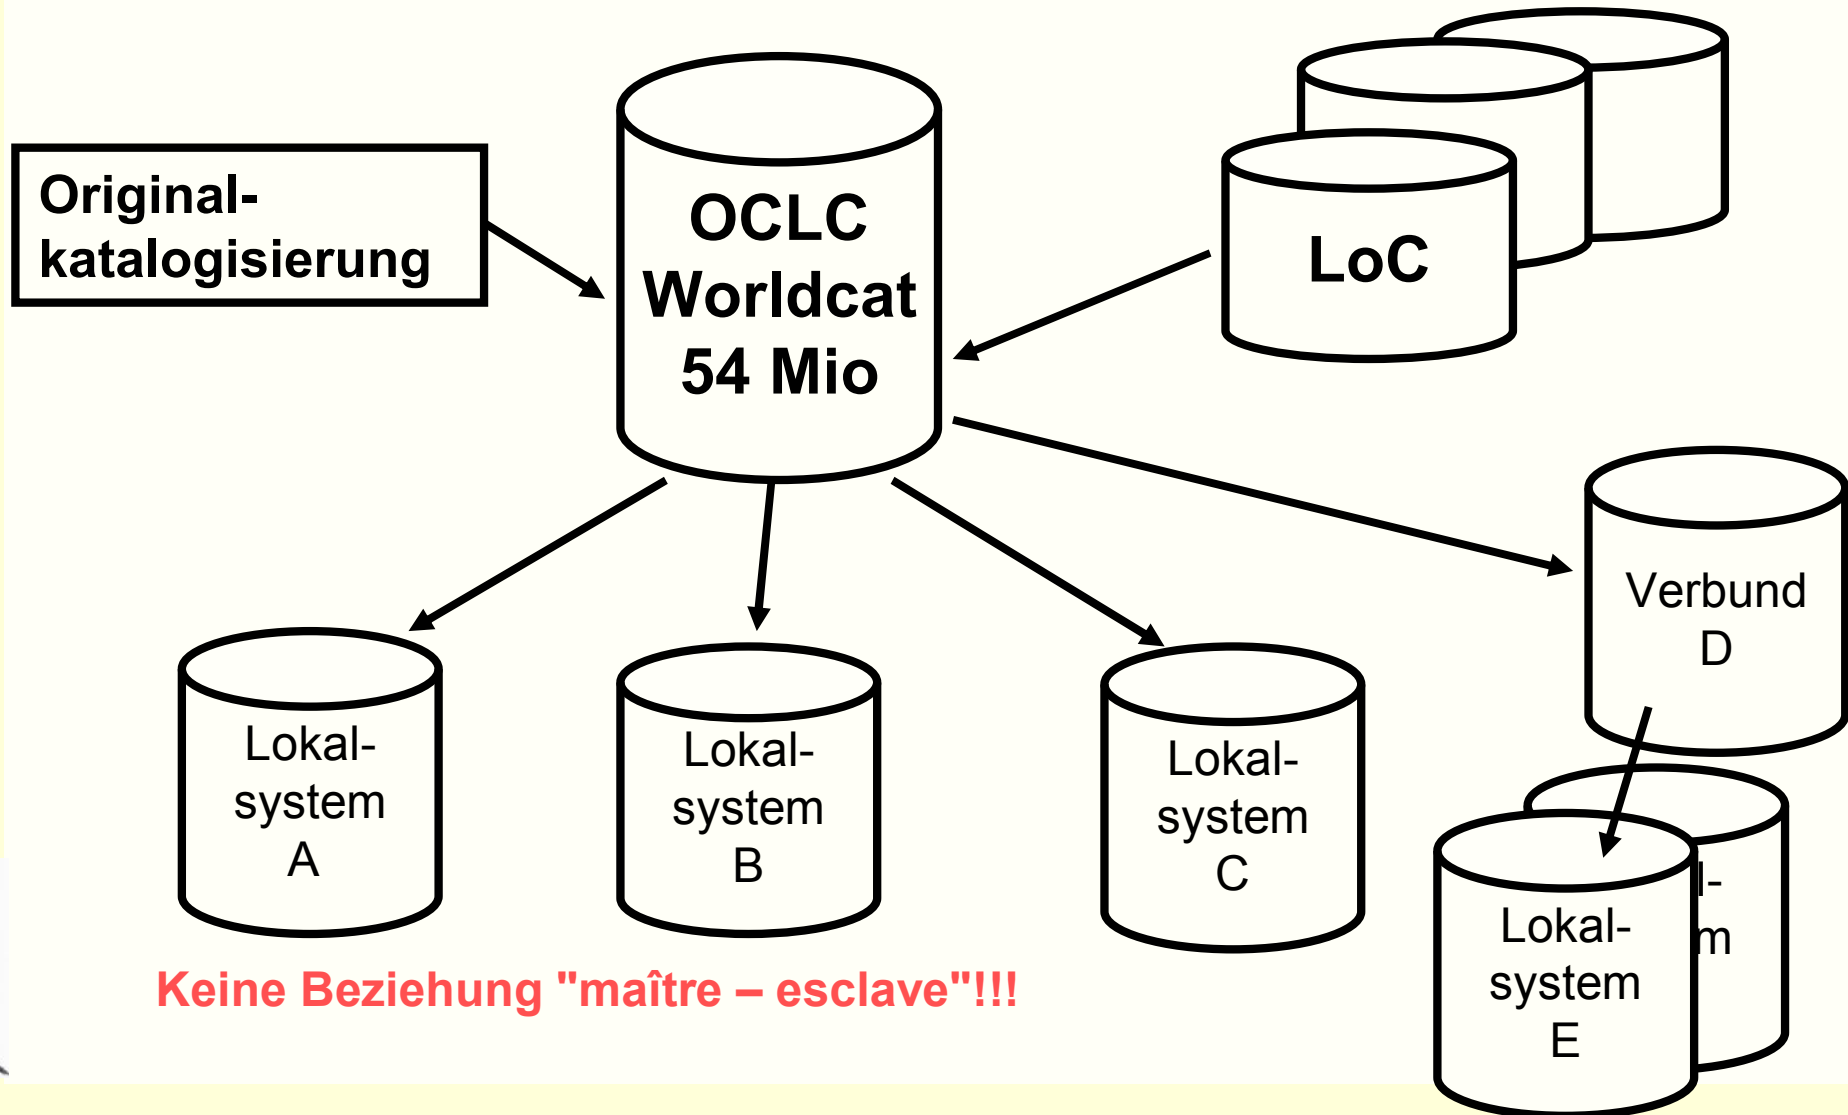 Original-
katalogisierung
OCLC
Worldcat
54 Mio
LoC
Verbund
D
Lokal-
system
A
Lokal-
system
B
Lokal-
system
C
Lokal-
system
E
Keine Beziehung "maître – esclave"!!!